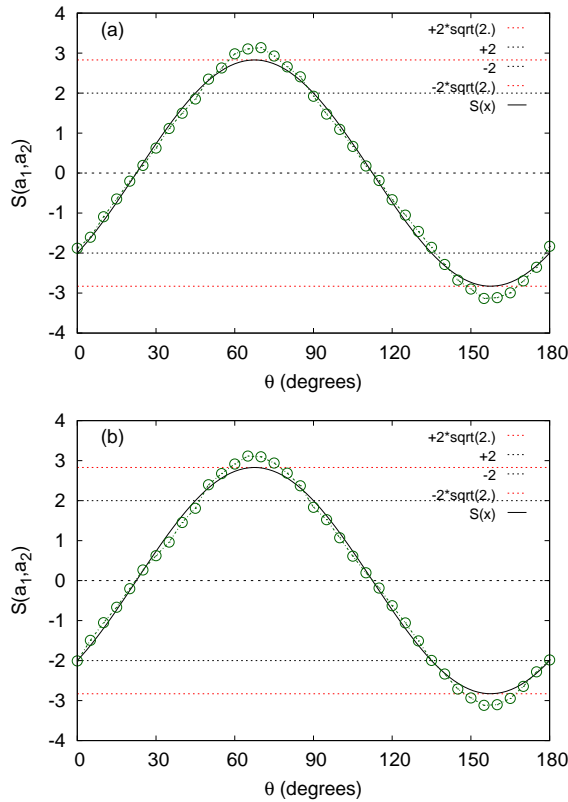 (a)
+2*sqrt(2.)
+2
-2
-2*sqrt(2.)
S(x)
4
3
2
1
0
-1
-2
-3
-4
S(a₁,a₂)
0 30 60 90 120 150 180
θ (degrees)
(b)
+2*sqrt(2.)
+2
-2
-2*sqrt(2.)
S(x)
4
3
2
1
0
-1
-2
-3
-4
S(a₁,a₂)
0 30 60 90 120 150 180
θ (degrees)